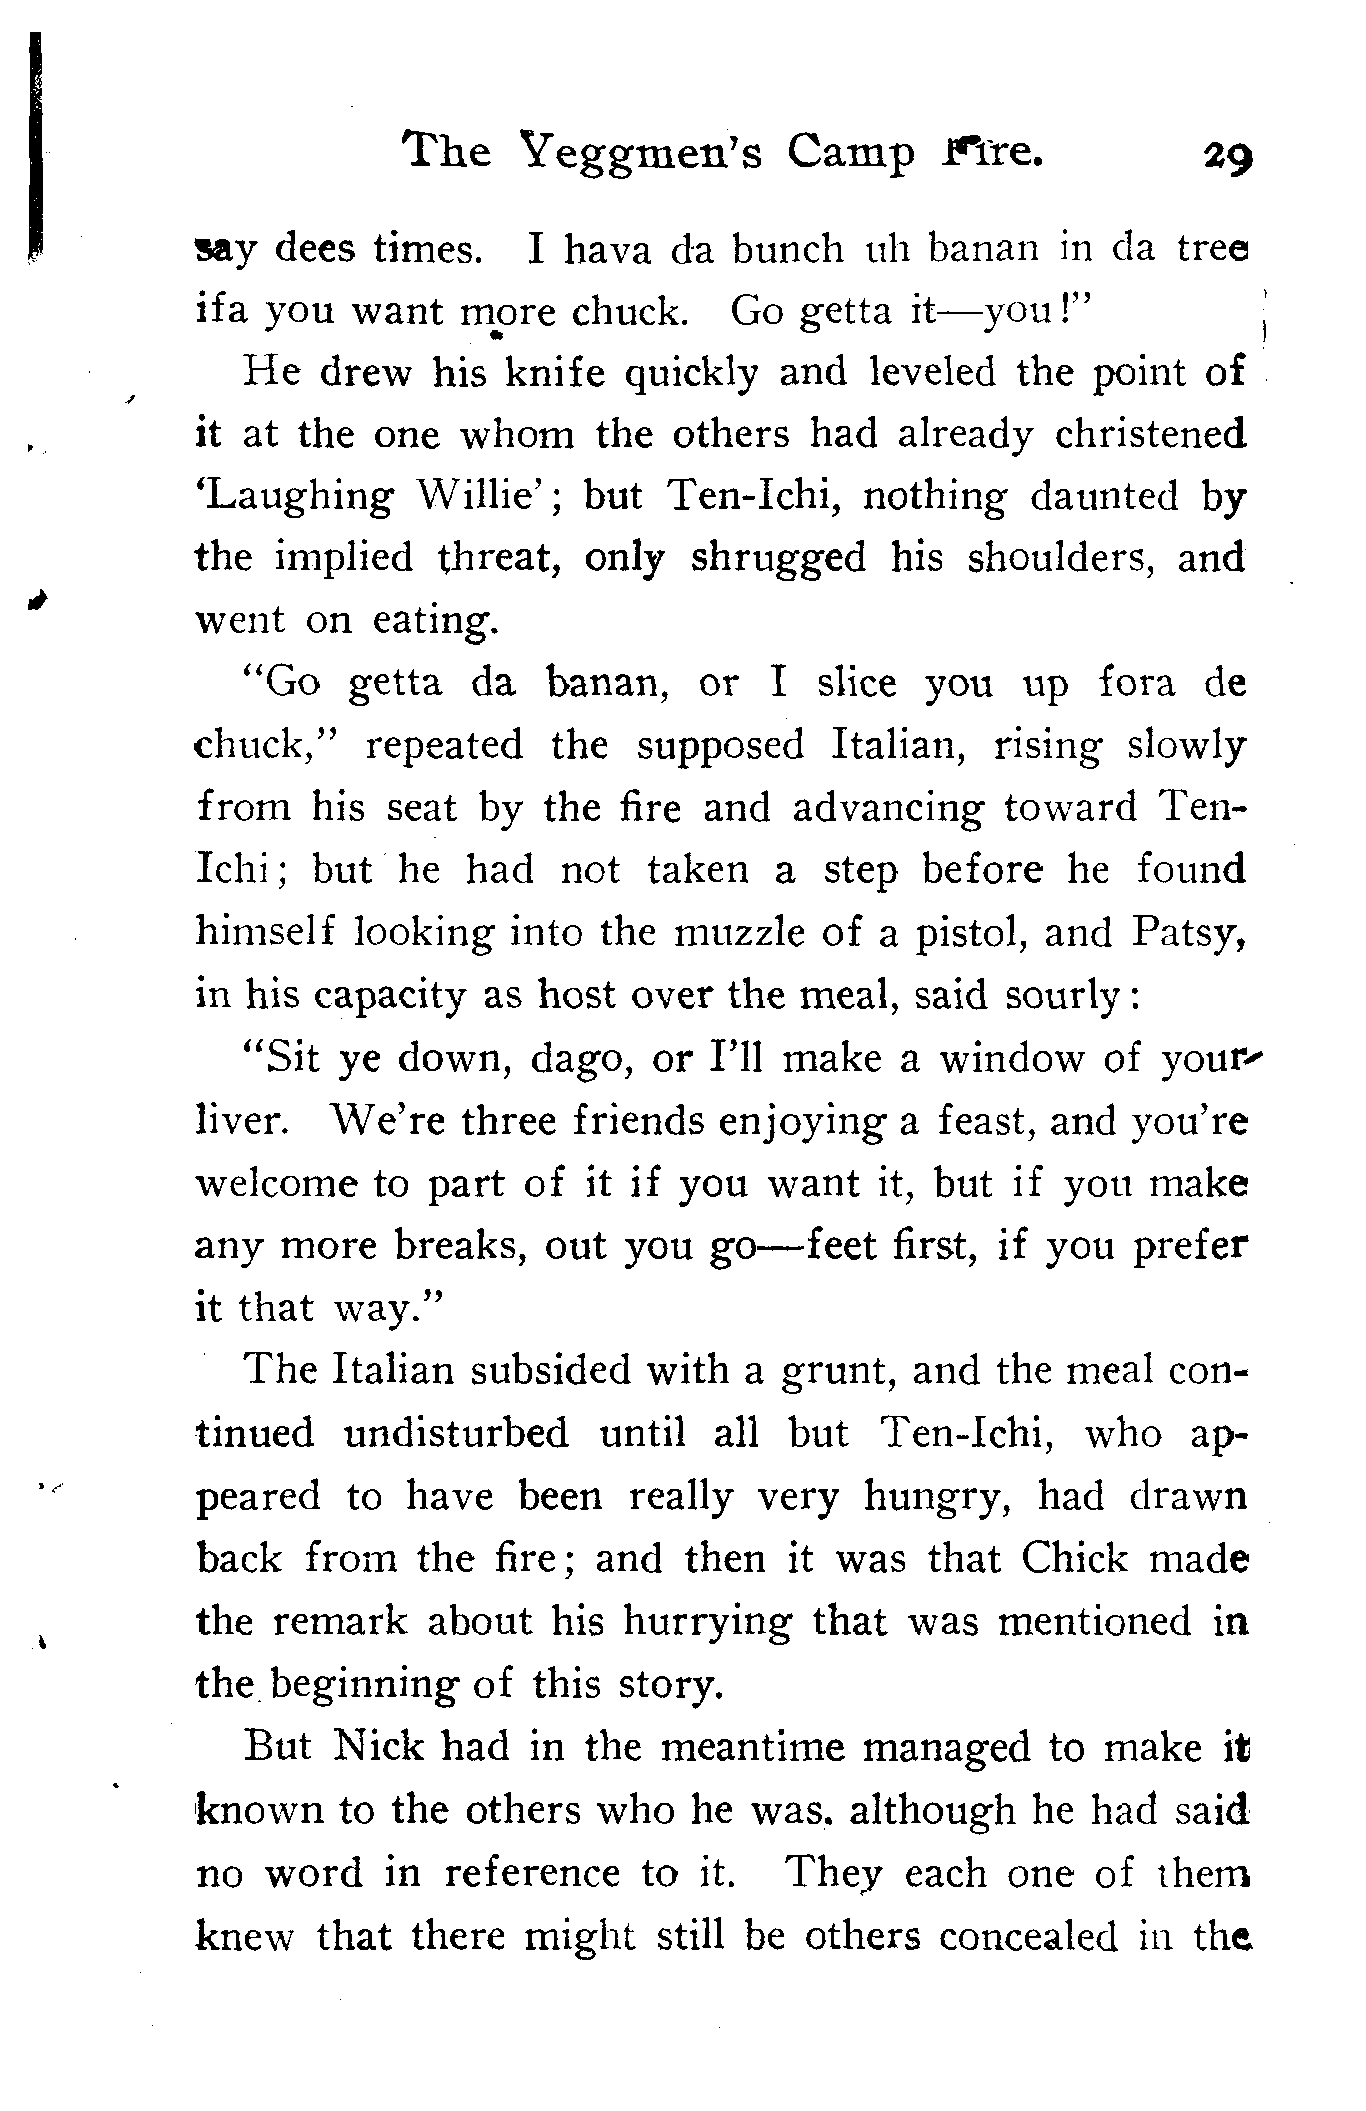 The Yeggmen's Camp Fire. 29
say dees times. I hava da bunch uh banan in da tree
ifa you want more chuck. Go getta it—you!"
He drew his knife quickly and leveled the point of
it at the one whom the others had already christened
'Laughing Willie'; but Ten-Ichi, nothing daunted by
the implied threat, only shrugged his shoulders, and
went on eating.
"Go getta da banan, or I slice you up fora de
chuck," repeated the supposed Italian, rising slowly
from his seat by the fire and advancing toward Ten-
Ichi; but he had not taken a step before he found
himself looking into the muzzle of a pistol, and Patsy,
in his capacity as host over the meal, said sourly:
"Sit ye down, dago, or I'll make a window of your
liver. We're three friends enjoying a feast, and you're
welcome to part of it if you want it, but if you make
any more breaks, out you go—feet first, if you prefer
it that way."
The Italian subsided with a grunt, and the meal con-
tinued undisturbed until all but Ten-Ichi, who ap-
peared to have been really very hungry, had drawn
back from the fire; and then it was that Chick made
the remark about his hurrying that was mentioned in
the beginning of this story.
But Nick had in the meantime managed to make it
known to the others who he was. although he had said
no word in reference to it. They each one of them
knew that there might still be others concealed in the